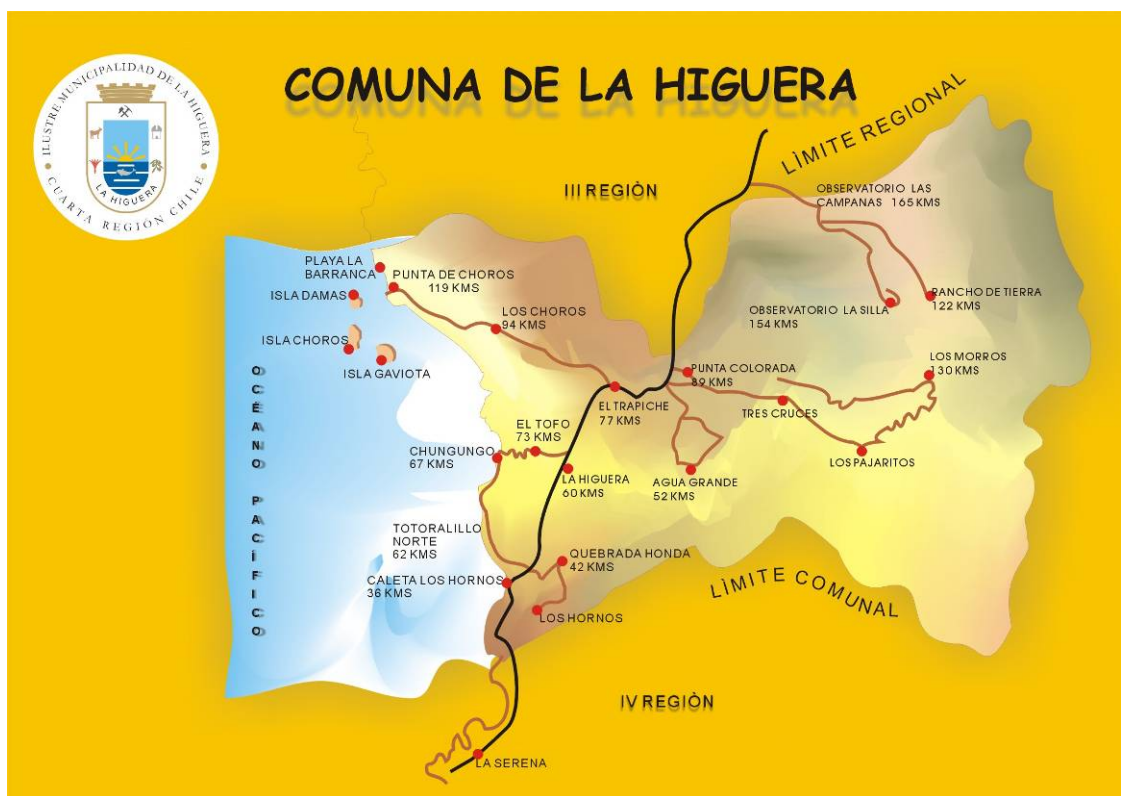 COMUNA DE LA HIGUERA
ILUSTRE MUNICIPALIDAD DE LA HIGUERA
LA HIGUERA
CUARTA REGIÓN CHILE
LÌMITE REGIONAL
III REGIÒN
OBSERVATORIO LAS
CAMPANAS 165 KMS
PLAYA LA
BARRANCA
PUNTA DE CHOROS
119 KMS
ISLA DAMAS
RANCHO DE TIERRA
122 KMS
OBSERVATORIO LA SILLA
154 KMS
LOS CHOROS
94 KMS
ISLA CHOROS
ISLA GAVIOTA
LOS MORROS
130 KMS
PUNTA COLORADA
89 KMS
EL TRAPICHE
77 KMS
TRES CRUCES
OCÉANO PACÍFICO
EL TOFO
73 KMS
CHUNGUNGO
67 KMS
LA HIGUERA
60 KMS
AGUA GRANDE
52 KMS
LOS PAJARITOS
TOTORALILLO
NORTE
62 KMS
QUEBRADA HONDA
42 KMS
CALETA LOS HORNOS
36 KMS
LOS HORNOS
LÌMITE COMUNAL
IV REGIÒN
LA SERENA